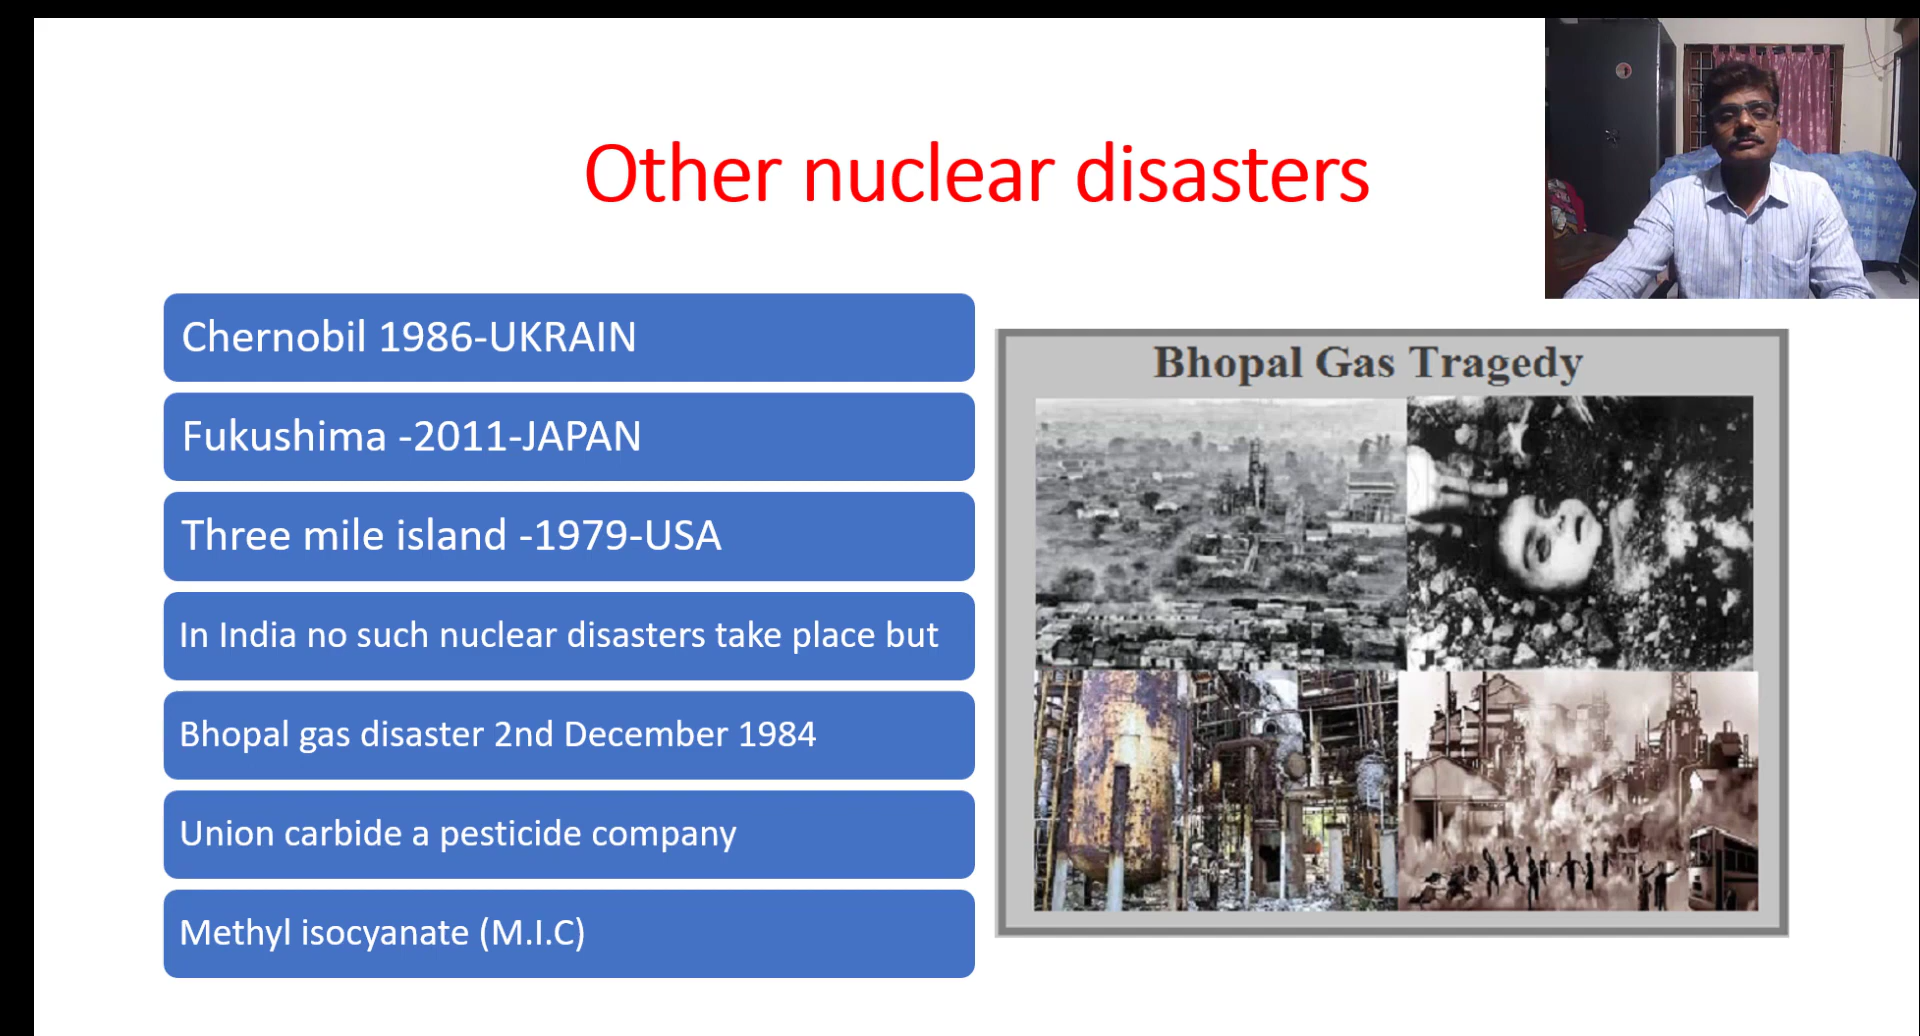 Other nuclear disasters
Chernobil 1986-UKRAIN
Fukushima -2011-JAPAN
Three mile island -1979-USA
In India no such nuclear disasters take place but
Bhopal gas disaster 2nd December 1984
Union carbide a pesticide company
Methyl isocyanate (M.I.C)
Bhopal Gas Tragedy